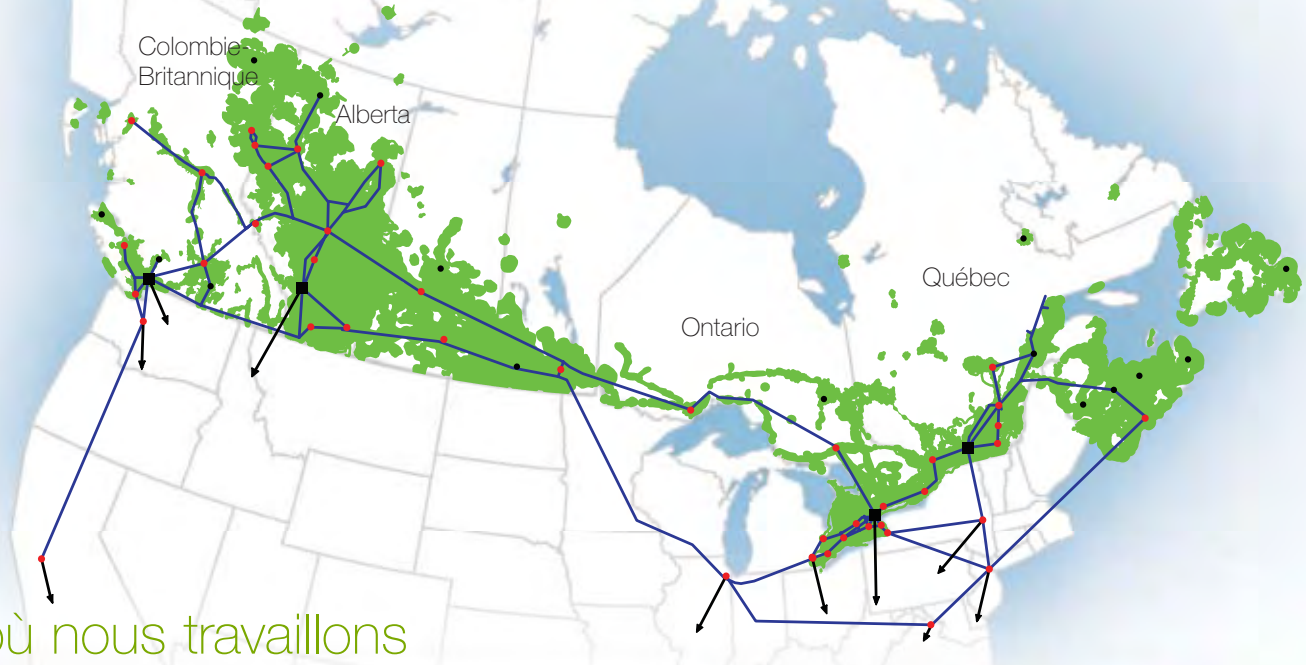 Colombie-
Britannique
Alberta
Québec
Ontario
où nous travaillons